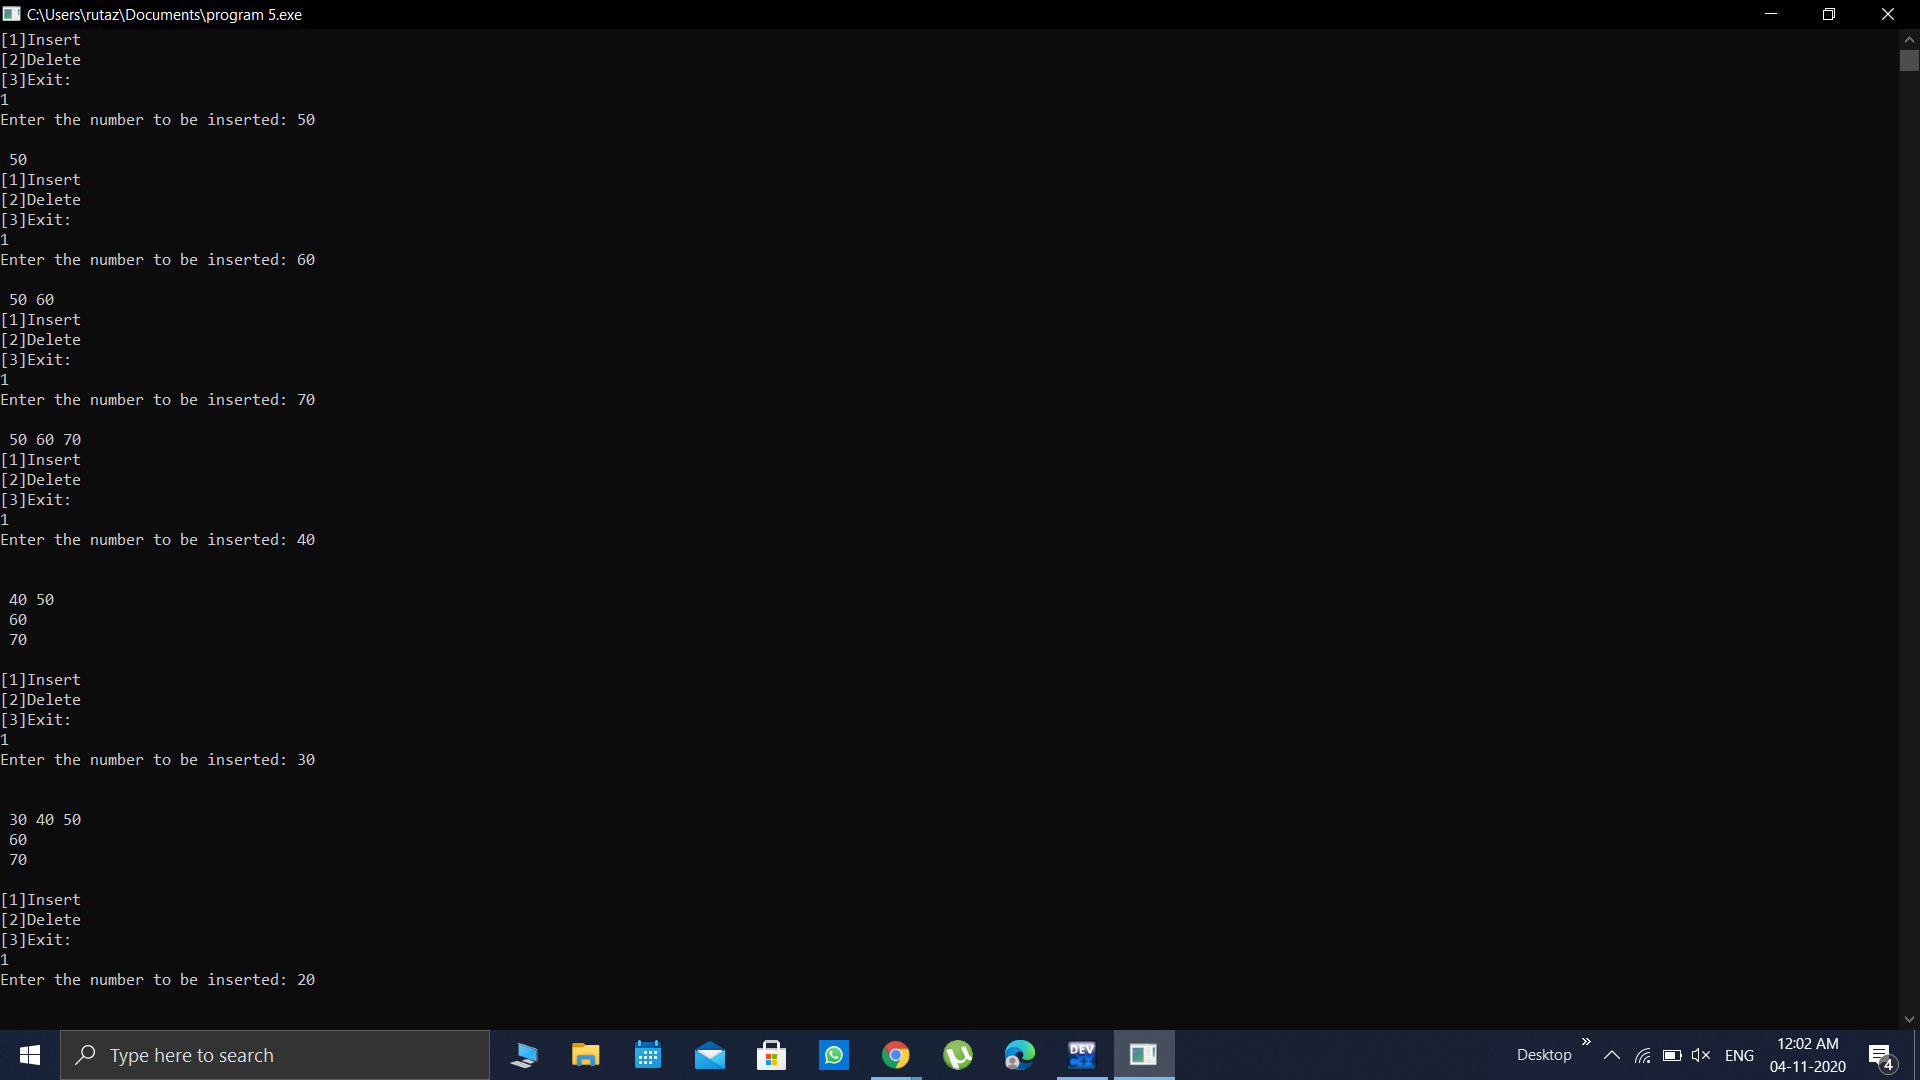 C:\Users\rutaz\Documents\program 5.exe
[1]Insert
[2]Delete
[3]Exit:
1
Enter the number to be inserted: 50
50
[1]Insert
[2]Delete
[3]Exit:
1
Enter the number to be inserted: 60
50 60
[1]Insert
[2]Delete
[3]Exit:
1
Enter the number to be inserted: 70
50 60 70
[1]Insert
[2]Delete
[3]Exit:
1
Enter the number to be inserted: 40
40 50
60
70
[1]Insert
[2]Delete
[3]Exit:
1
Enter the number to be inserted: 30
30 40 50
60
70
[1]Insert
[2]Delete
[3]Exit:
1
Enter the number to be inserted: 20
Type here to search
DEV
C++
Desktop
»
ENG
12:02 AM
04-11-2020
4